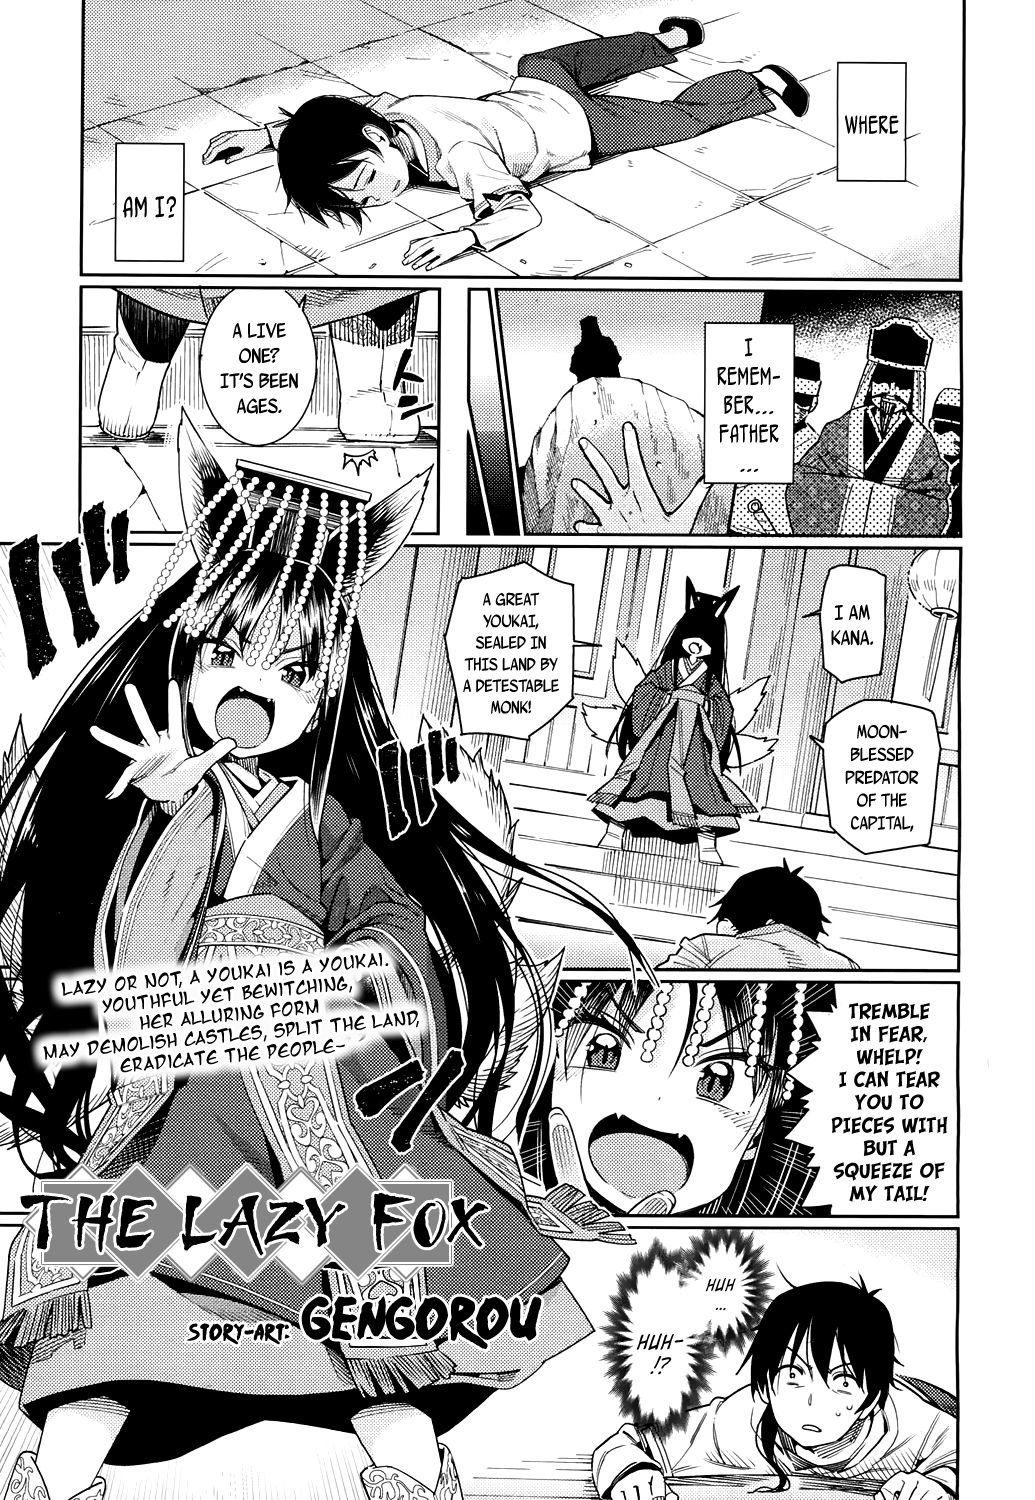 WHERE
AM I?
I
REMEM-
BER...
FATHER
...
A LIVE
ONE?
IT'S BEEN
AGES.
I AM
KANA.
MOON-
BLESSED
PREDATOR
OF THE
CAPITAL,
A GREAT
YOUKAI,
SEALED IN
THIS LAND BY
A DETESTABLE
MONK!
TREMBLE
IN FEAR,
WHELP!
I CAN TEAR
YOU TO
PIECES WITH
BUT A
SQUEEZE OF
MY TAIL!
LAZY OR NOT, A YOUKAI IS A YOUKAI.
YOUTHFUL YET BEWITCHING,
HER ALLURING FORM
MAY DEMOLISH CASTLES, SPLIT THE LAND,
ERADICATE THE PEOPLE-
THE LAZY FOX
STORY-ART: GENGOROU
HUH
...
HUH-
!?